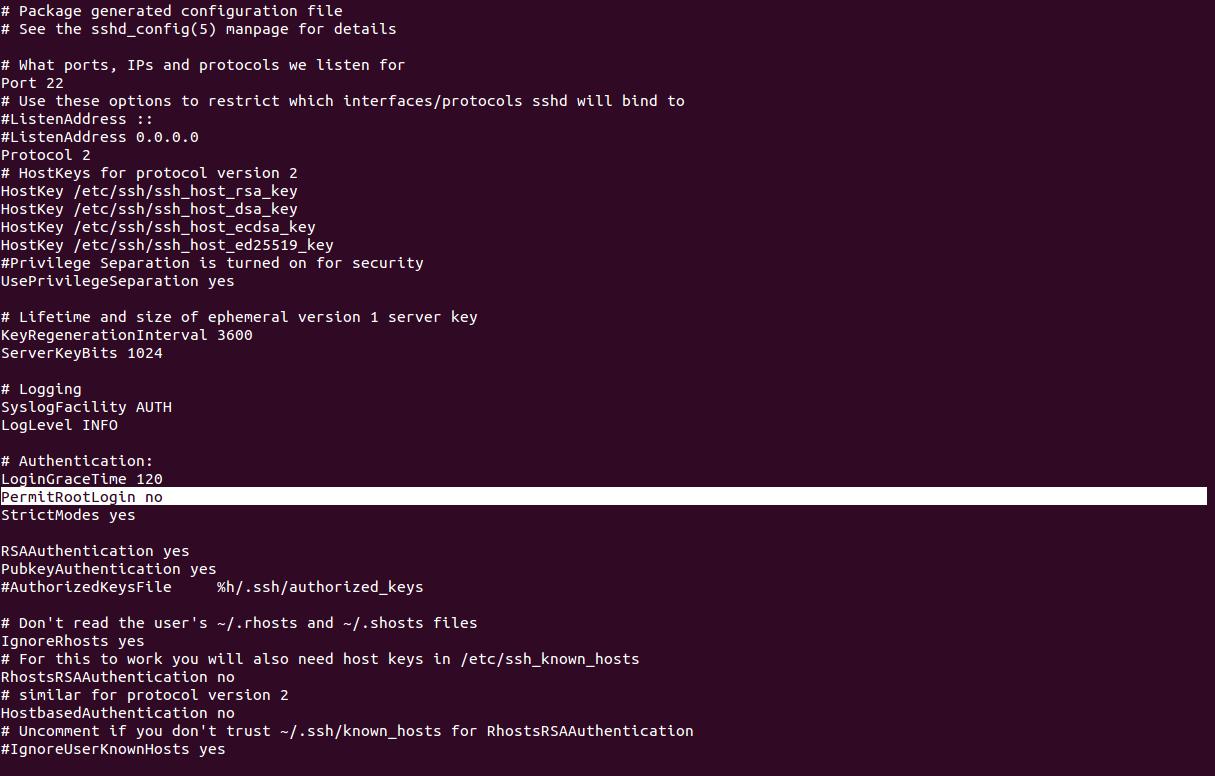 # Package generated configuration file
# See the sshd_config(5) manpage for details
# What ports, IPs and protocols we listen for
Port 22
# Use these options to restrict which interfaces/protocols sshd will bind to
#ListenAddress ::
#ListenAddress 0.0.0.0
Protocol 2
# HostKeys for protocol version 2
HostKey /etc/ssh/ssh_host_rsa_key
HostKey /etc/ssh/ssh_host_dsa_key
HostKey /etc/ssh/ssh_host_ecdsa_key
HostKey /etc/ssh/ssh_host_ed25519_key
#Privilege Separation is turned on for security
UsePrivilegeSeparation yes
# Lifetime and size of ephemeral version 1 server key
KeyRegenerationInterval 3600
ServerKeyBits 1024
# Logging
SyslogFacility AUTH
LogLevel INFO
# Authentication:
LoginGraceTime 120
PermitRootLogin no
StrictModes yes
RSAAuthentication yes
PubkeyAuthentication yes
#AuthorizedKeysFile     %h/.ssh/authorized_keys
# Don't read the user's ~/.rhosts and ~/.shosts files
IgnoreRhosts yes
# For this to work you will also need host keys in /etc/ssh_known_hosts
RhostsRSAAuthentication no
# similar for protocol version 2
HostbasedAuthentication no
# Uncomment if you don't trust ~/.ssh/known_hosts for RhostsRSAAuthentication
#IgnoreUserKnownHosts yes